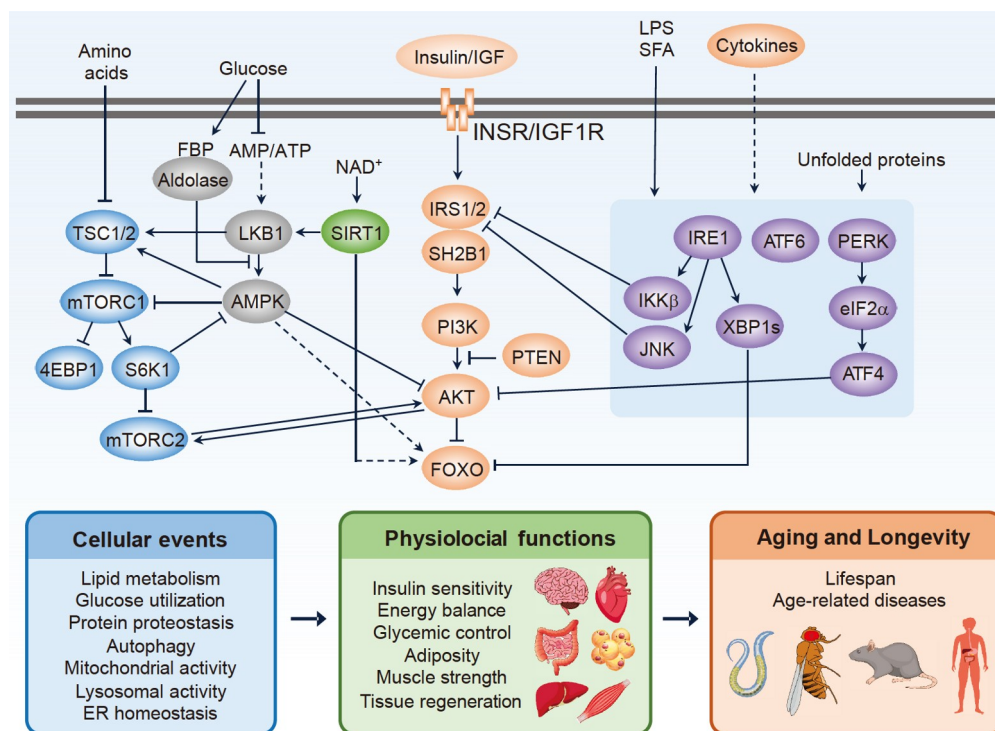 Amino
acids
Glucose
Insulin/IGF
LPS
SFA
Cytokines
INSR/IGF1R
FBP
AMP/ATP
Aldolase
NAD⁺
Unfolded proteins
TSC1/2
LKB1
SIRT1
IRS1/2
SH2B1
IRE1
ATF6
PERK
mTORC1
AMPK
IKKβ
XBP1s
eIF2α
PI3K
JNK
4EBP1
S6K1
PTEN
ATF4
AKT
mTORC2
FOXO
Cellular events
Lipid metabolism
Glucose utilization
Protein proteostasis
Autophagy
Mitochondrial activity
Lysosomal activity
ER homeostasis
Physiolocial functions
Insulin sensitivity
Energy balance
Glycemic control
Adiposity
Muscle strength
Tissue regeneration
Aging and Longevity
Lifespan
Age-related diseases